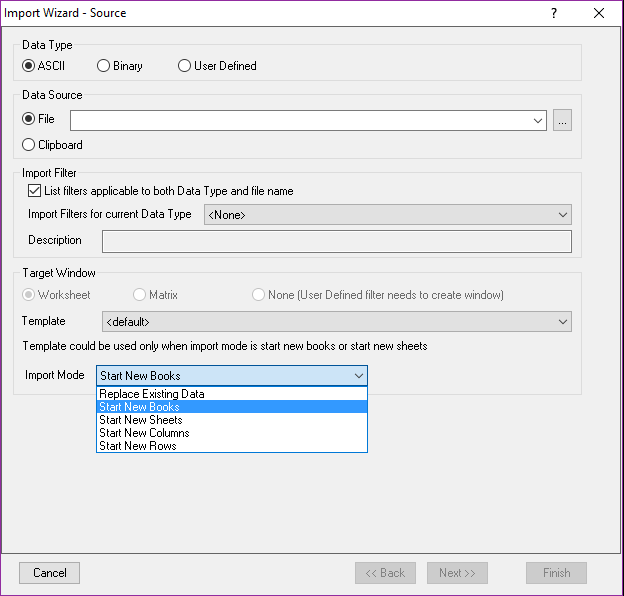 Import Wizard - Source
?
Data Type
ASCII Binary User Defined
Data Source
File
...
Clipboard
Import Filter
List filters applicable to both Data Type and file name
Import Filters for current Data Type <None>
Description
Target Window
Worksheet Matrix None (User Defined filter needs to create window)
Template <default>
Template could be used only when import mode is start new books or start new sheets
Import Mode Start New Books
Replace Existing Data
Start New Books
Start New Sheets
Start New Columns
Start New Rows
Cancel << Back Next >> Finish